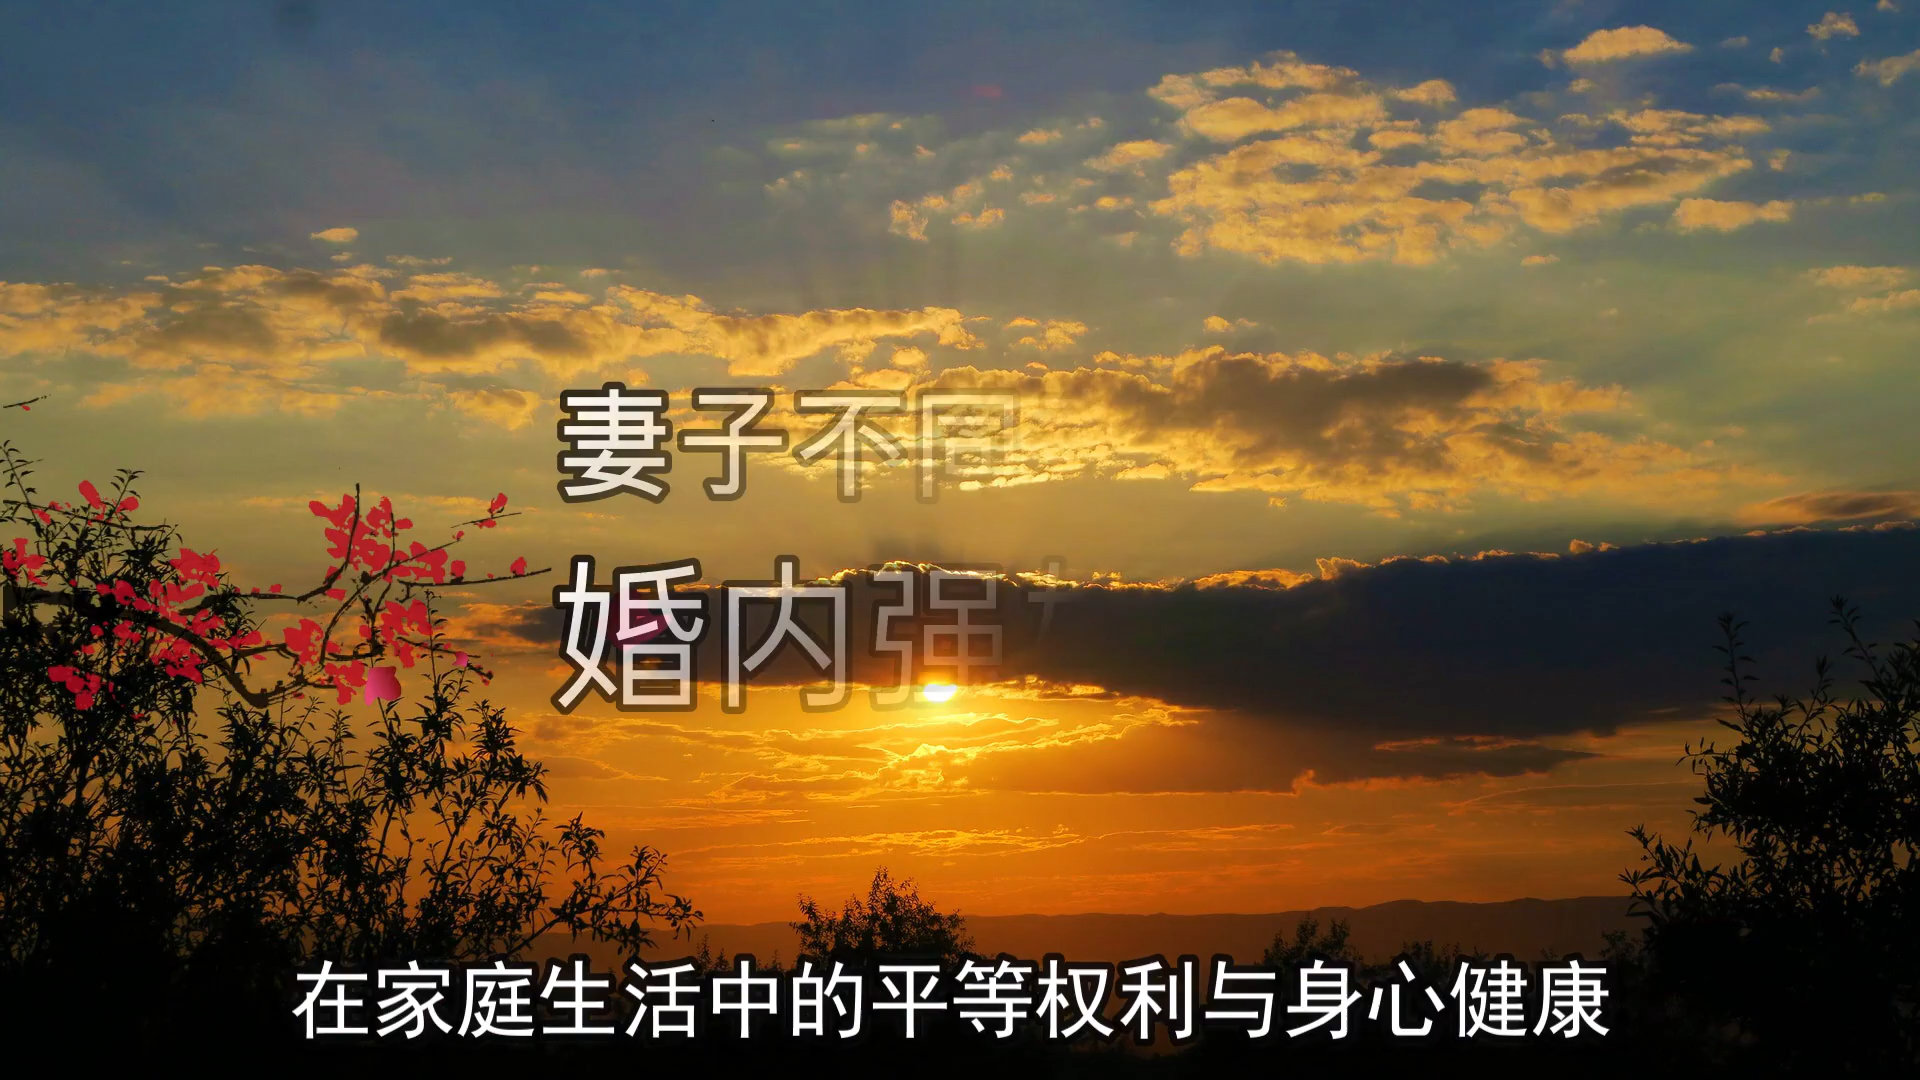 妻子不同
婚内强
在家庭生活中的平等权利与身心健康